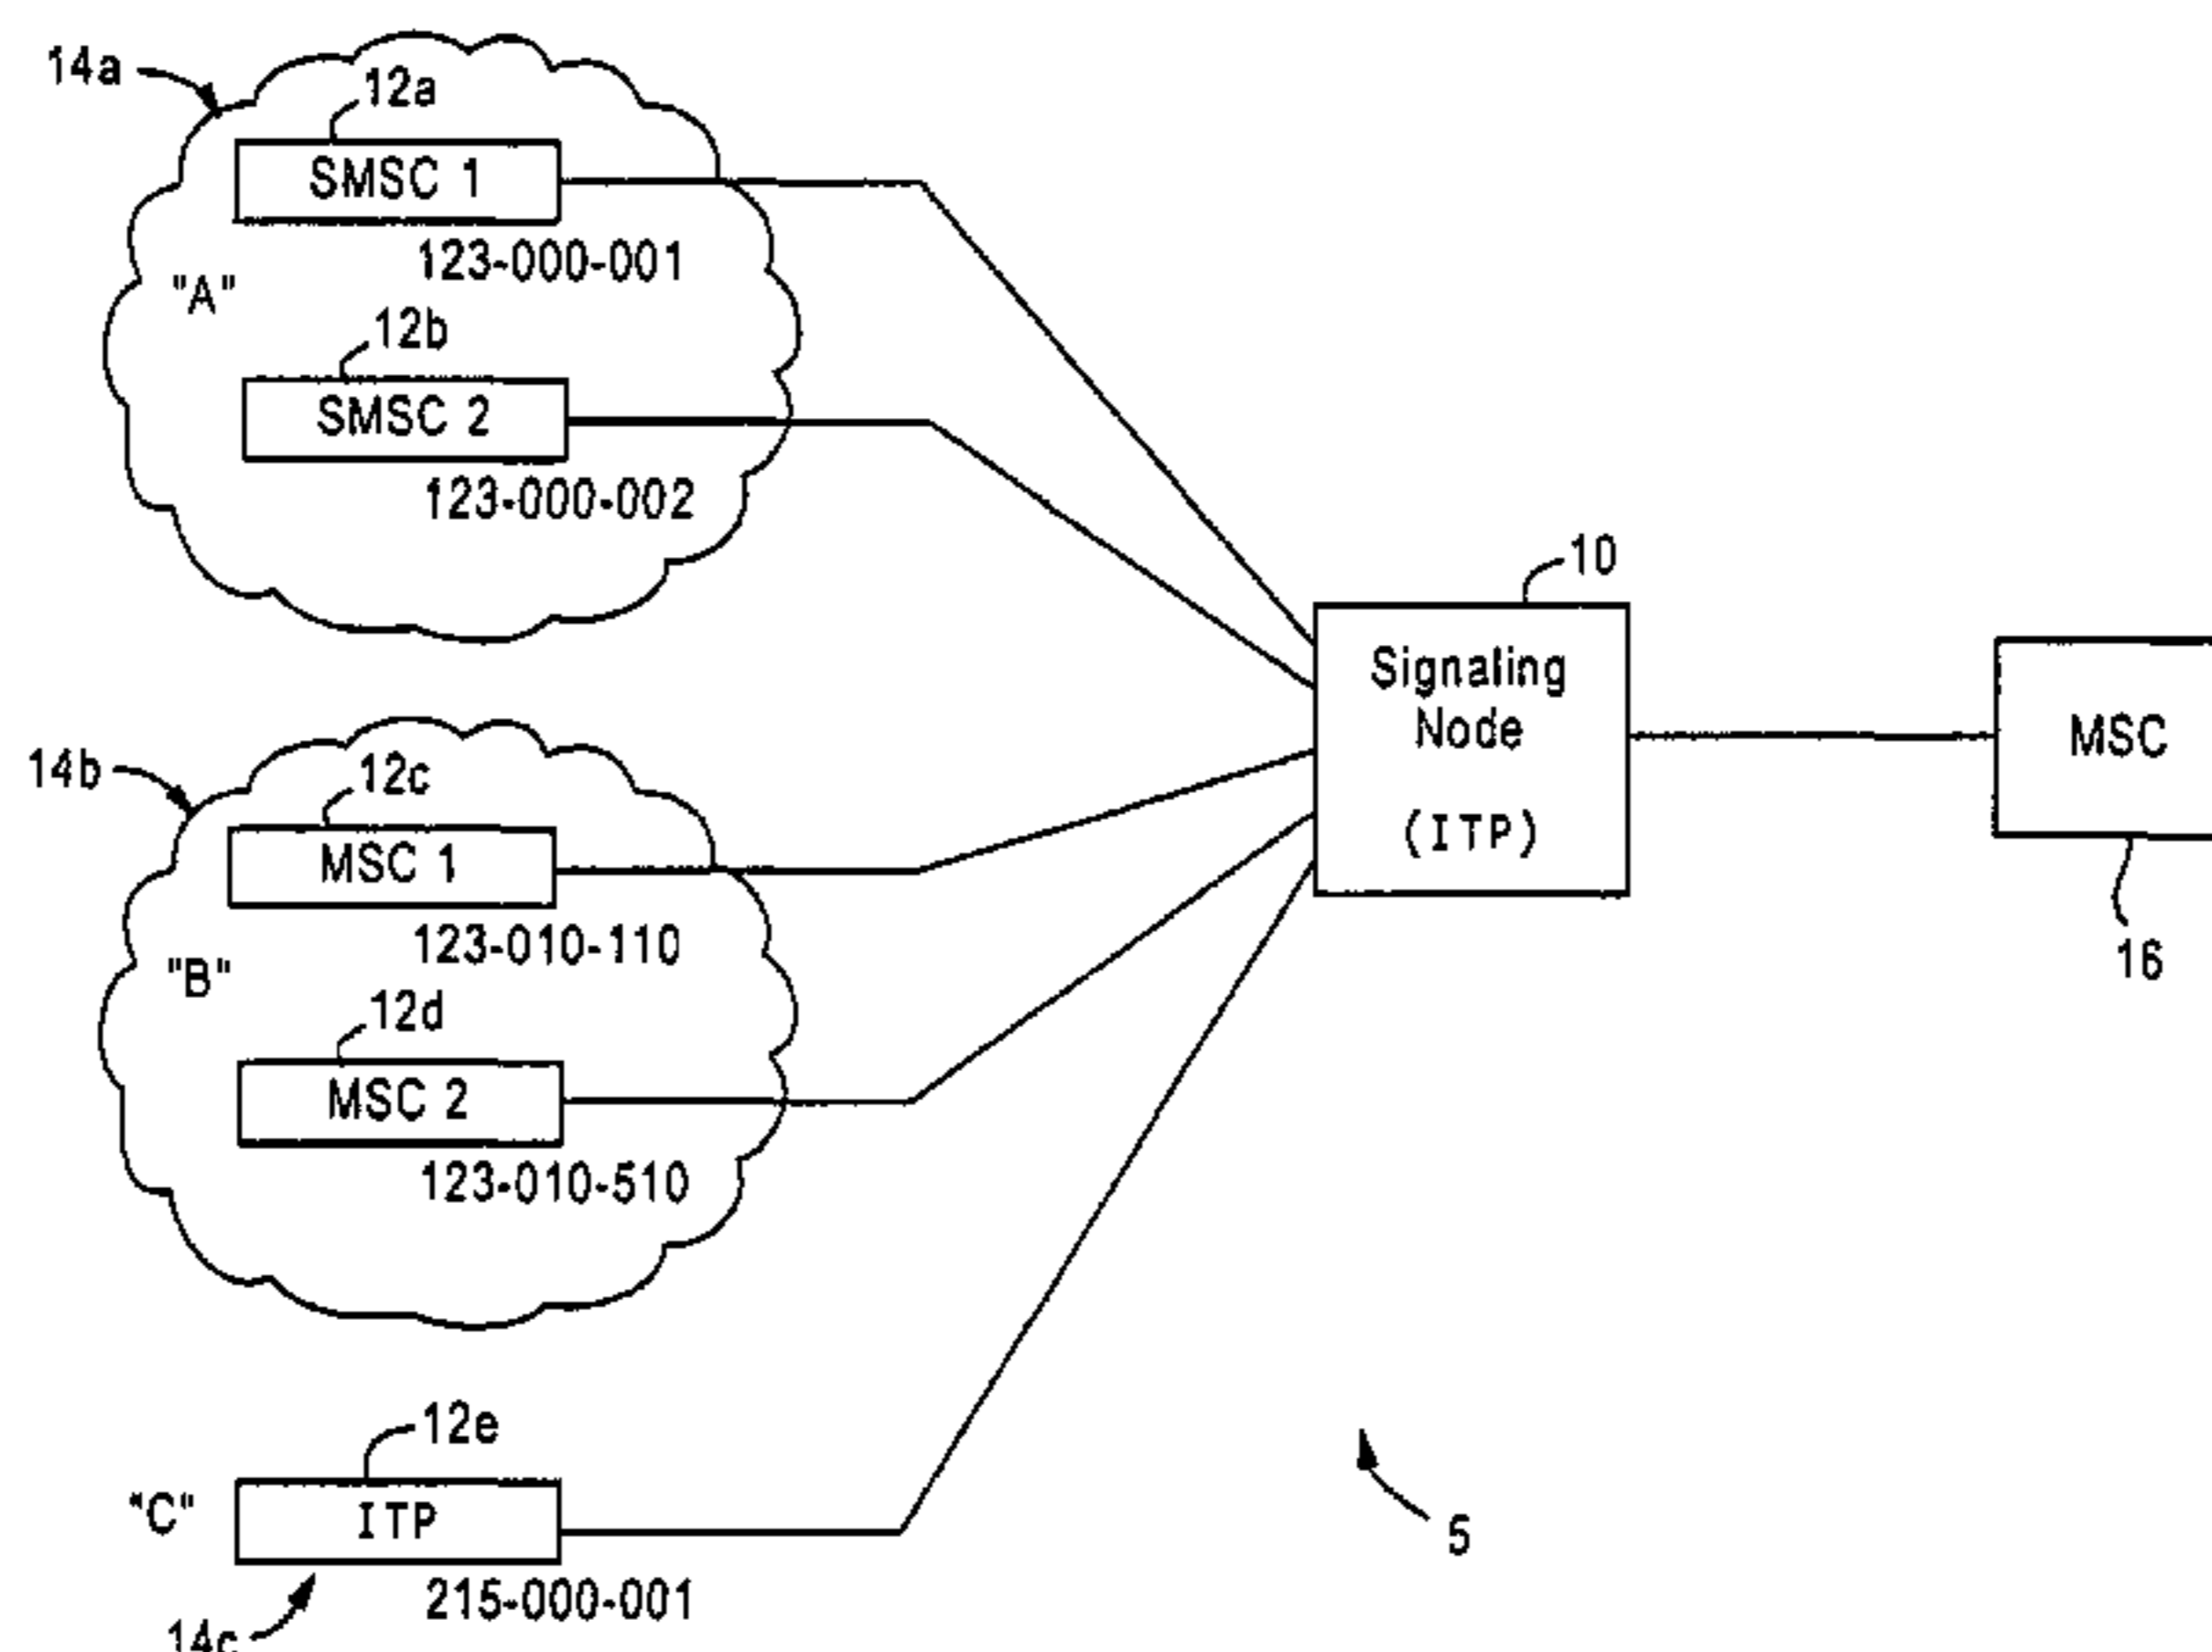 14a
12a
SMSC 1
123-000-001
"A"
12b
SMSC 2
123-000-002
10
Signaling
Node
(ITP)
MSC
16
14b
12c
MSC 1
123-010-110
"B"
12d
MSC 2
123-010-510
12e
"C"
ITP
215-000-001
14c
5